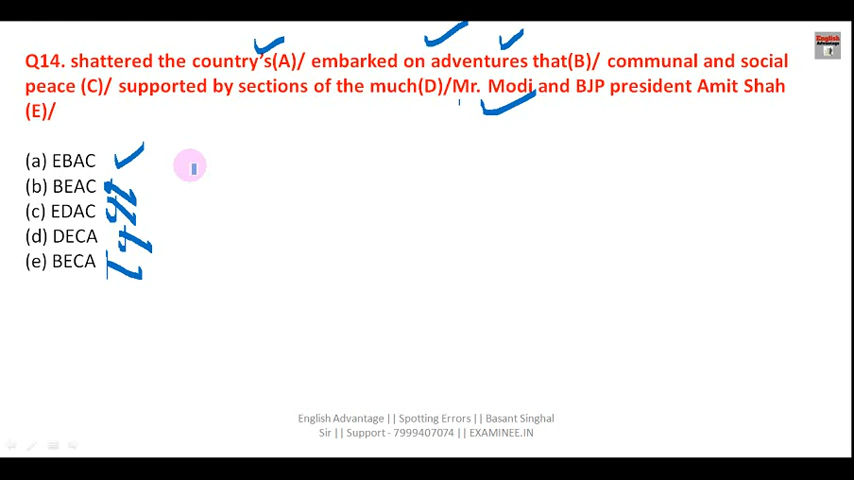 English
Advantage
Q14. shattered the country's(A)/ embarked on adventures that(B)/ communal and social
peace (C)/ supported by sections of the much(D)/Mr. Modi and BJP president Amit Shah
(E)/
(a) EBAC
(b) BEAC
(c) EDAC
(d) DECA
(e) BECA
English Advantage || Spotting Errors || Basant Singhal
Sir || Support - 7999407074 || EXAMINEE.IN